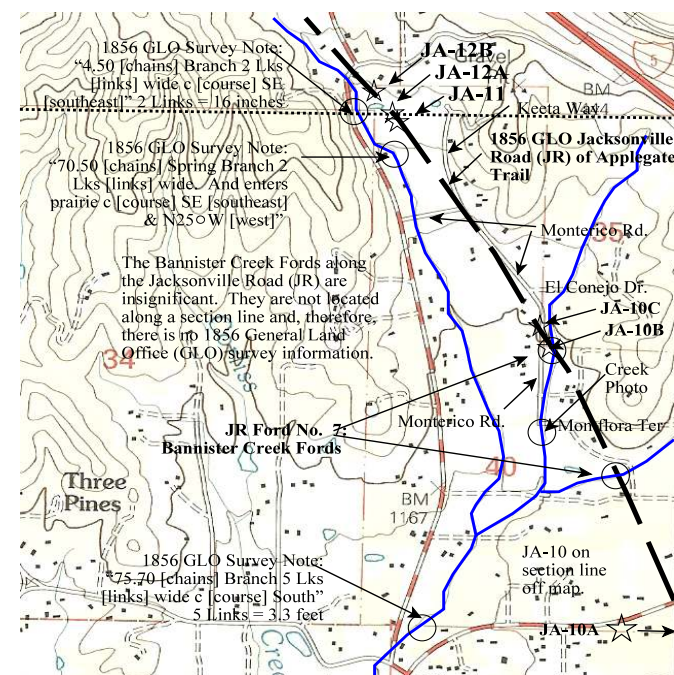 1856 GLO Survey Note:
“4.50 [chains] Branch 2 Lks
[links] wide c [course] SE
[southeast]” 2 Links = 16 inches
JA-12B
Gravel
JA-12A
JA-11
BM
Keeta Way
5
1856 GLO Survey Note:
“70.50 [chains] Spring Branch 2
Lks [links] wide. And enters
prairie c [course] SE [southeast]
& N25○W [west]”
1856 GLO Jacksonville
Road (JR) of Applegate
Trail
35
Monterico Rd.
The Bannister Creek Fords along
the Jacksonville Road (JR) are
insignificant. They are not located
along a section line and, therefore,
there is no 1856 General Land
Office (GLO) survey information.
34
El Conejo Dr.
JA-10C
JA-10B
Creek
Photo
Monterico Rd.
Monflora Ter
JR Ford No. 7:
Bannister Creek Fords
40
Three
Pines
BM
1167
1856 GLO Survey Note:
“75.70 [chains] Branch 5 Lks
[links] wide c [course] South”
5 Links = 3.3 feet
JA-10 on
section line
off map.
JA-10A
Creek